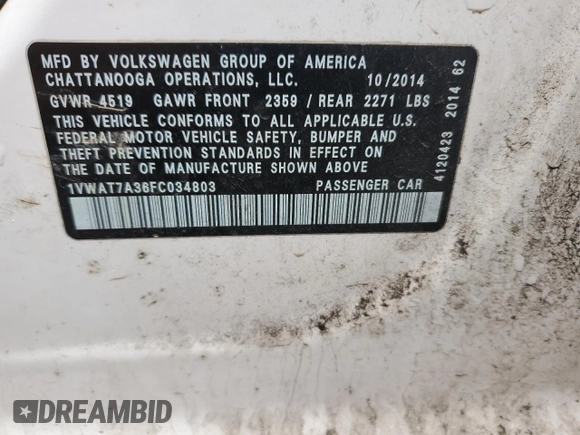 MFD BY VOLKSWAGEN GROUP OF AMERICA
CHATTANOOGA OPERATIONS, LLC. 10/2014
GVWR 4519 GAWR FRONT 2359/REAR 2271 LBS
THIS VEHICLE CONFORMS TO ALL APPLICABLE U.S.
FEDERAL MOTOR VEHICLE SAFETY, BUMPER AND
THEFT PREVENTION STANDARDS IN EFFECT ON
THE DATE OF MANUFACTURE SHOWN ABOVE
1VWAT7A36FC034803 PASSENGER CAR
4120423 2014 62
DREAMBID